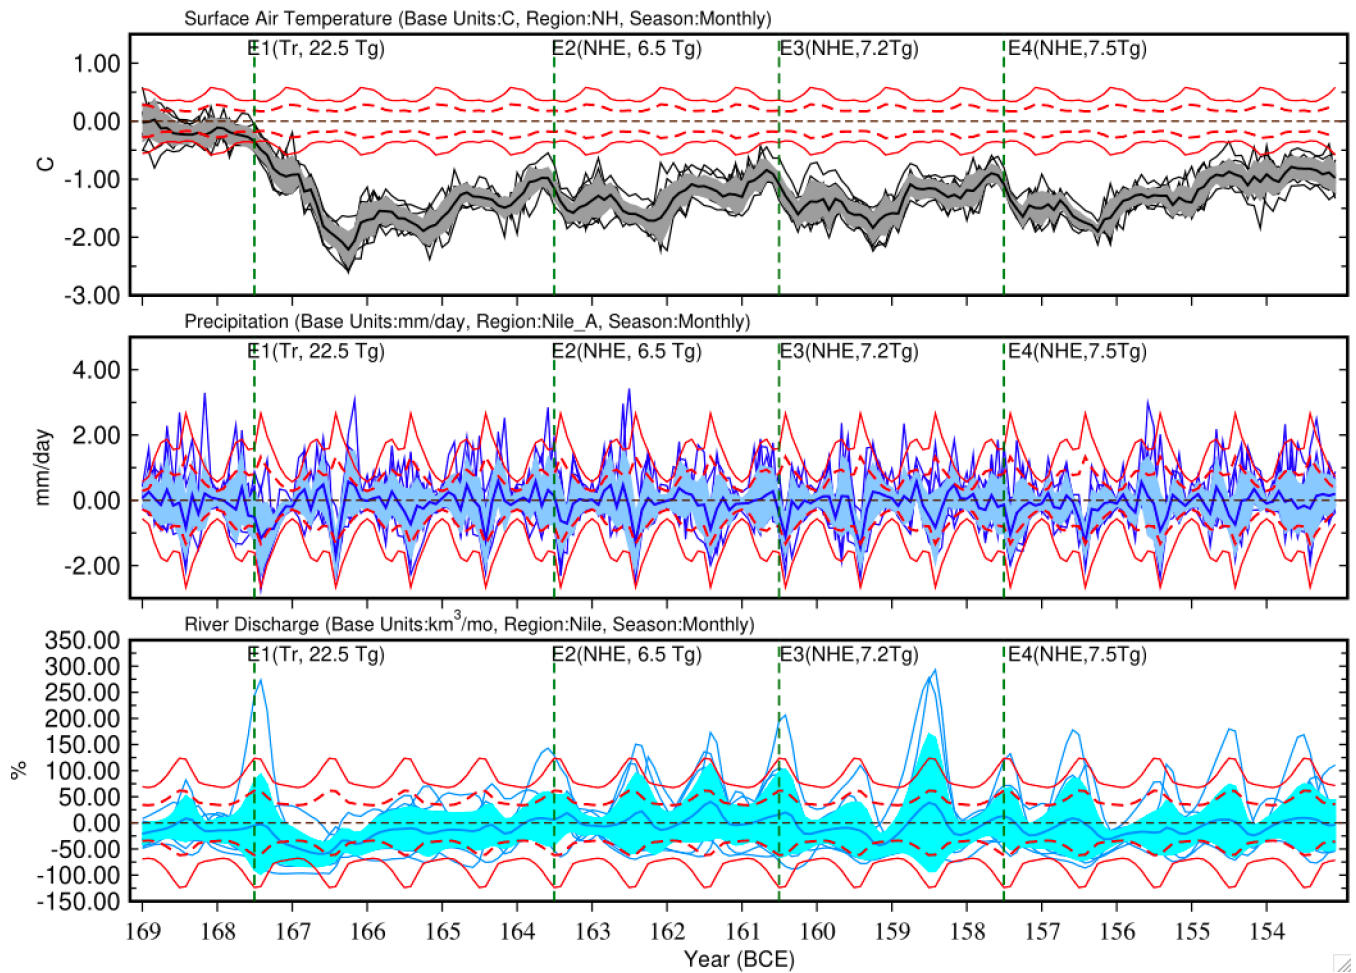 Surface Air Temperature (Base Units:C, Region:NH, Season:Monthly)
E1(Tr, 22.5 Tg) E2(NHE, 6.5 Tg) E3(NHE,7.2Tg) E4(NHE,7.5Tg)
1.00
0.00
-1.00
-2.00
-3.00
C
Precipitation (Base Units:mm/day, Region:Nile_A, Season:Monthly)
E1(Tr, 22.5 Tg) E2(NHE, 6.5 Tg) E3(NHE,7.2Tg) E4(NHE,7.5Tg)
4.00
2.00
0.00
-2.00
mm/day
River Discharge (Base Units:km³/mo, Region:Nile, Season:Monthly)
E1(Tr, 22.5 Tg) E2(NHE, 6.5 Tg) E3(NHE,7.2Tg) E4(NHE,7.5Tg)
350.00
300.00
250.00
200.00
150.00
100.00
50.00
0.00
-50.00
-100.00
-150.00
%
169 168 167 166 165 164 163 162 161 160 159 158 157 156 155 154
Year (BCE)